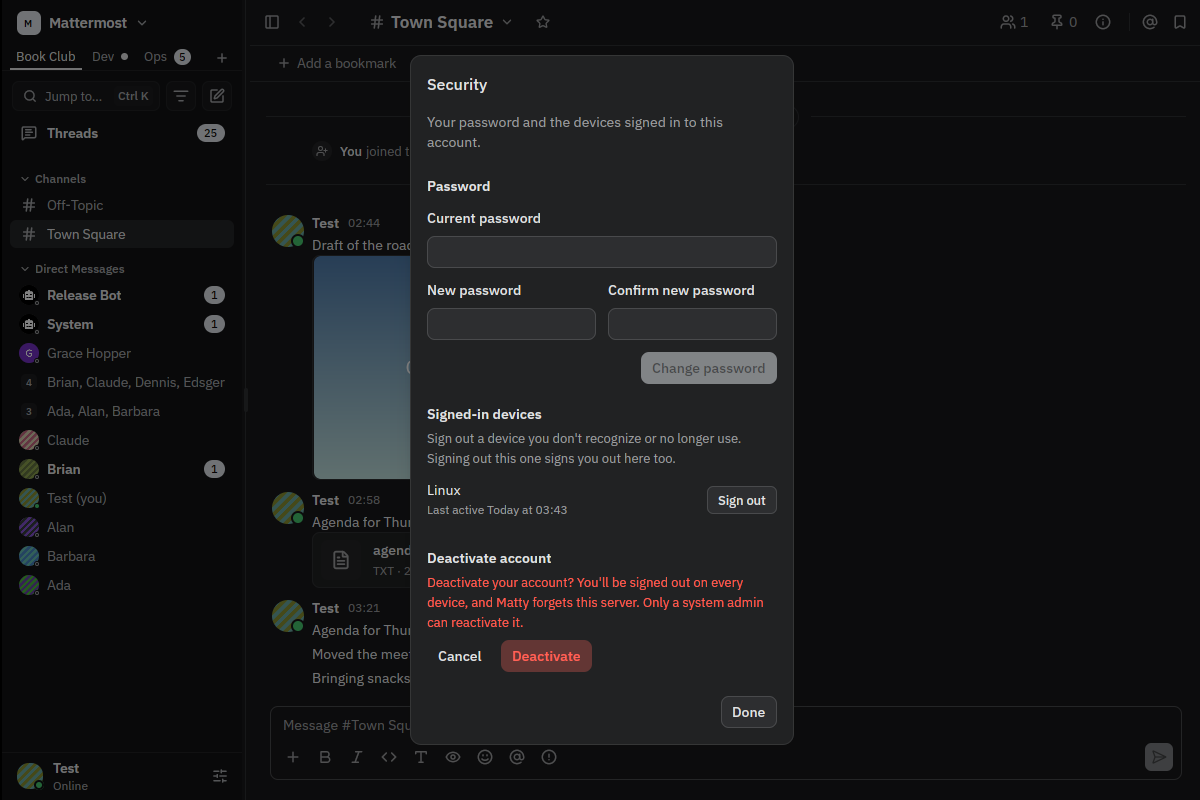 M Mattermost
Book Club Dev Ops 5
Jump to... Ctrl K
Threads 25
Channels
Off-Topic
Town Square
Direct Messages
Release Bot 1
System 1
G Grace Hopper
4 Brian, Claude, Dennis, Edsger
3 Ada, Alan, Barbara
Claude
Brian 1
Test (you)
Alan
Barbara
Ada
Test
Online
Town Square
1
0
Add a bookmark
You joined t
Test 02:44
Draft of the road
Test 02:58
Agenda for Thur
agend
TXT · 2
Test 03:21
Agenda for Thur
Moved the meet
Bringing snacks
Message #Town Squ
Security
Your password and the devices signed in to this
account.
Password
Current password
New password Confirm new password
Change password
Signed-in devices
Sign out a device you don't recognize or no longer use.
Signing out this one signs you out here too.
Linux
Last active Today at 03:43
Sign out
Deactivate account
Deactivate your account? You'll be signed out on every
device, and Matty forgets this server. Only a system admin
can reactivate it.
Cancel Deactivate
Done